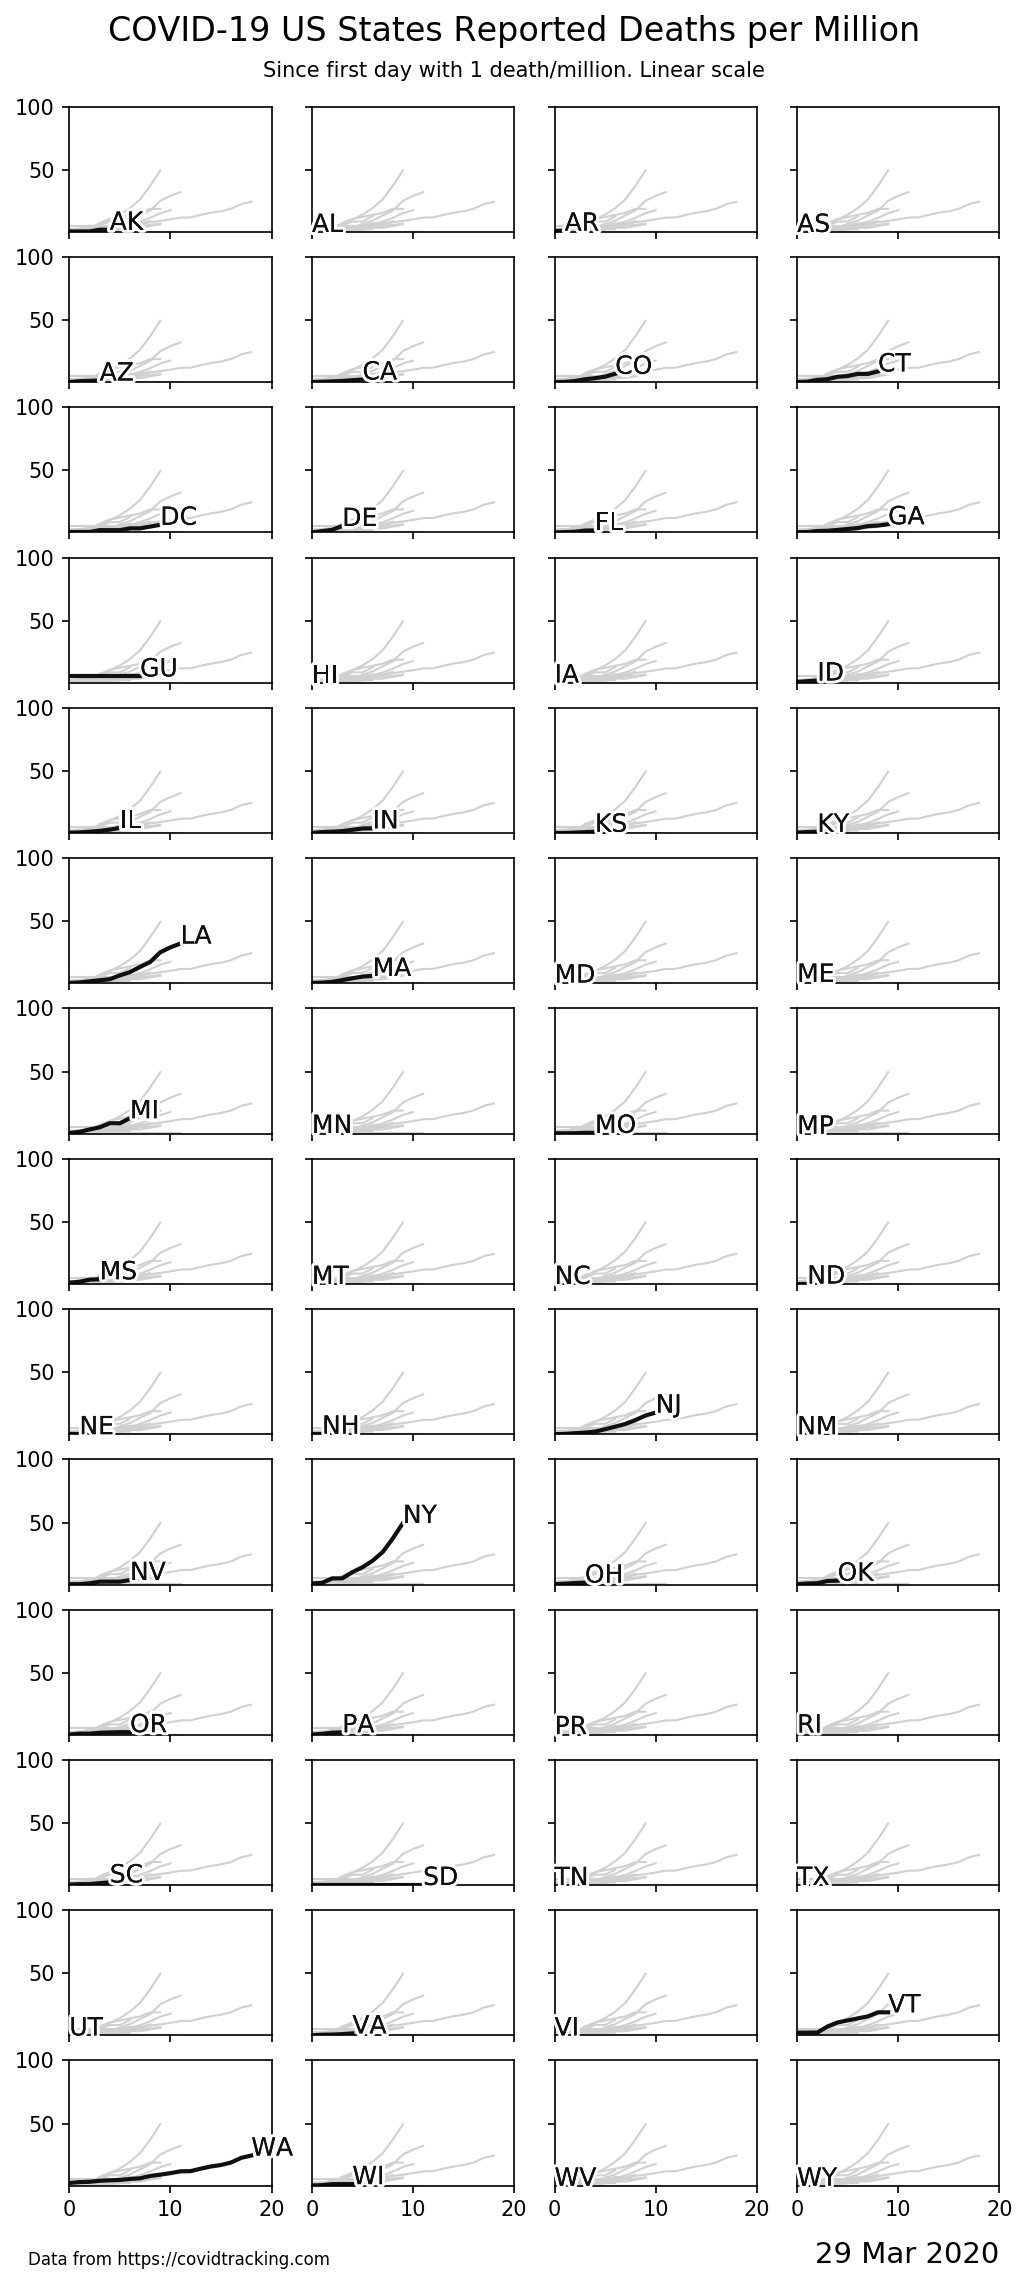 COVID-19 US States Reported Deaths per Million
Since first day with 1 death/million. Linear scale
100
50
AK AL AR AS
100
50
AZ CA CO CT
100
50
DC DE FL GA
100
50
GU HI IA ID
100
50
IL IN KS KY
100
50
LA MA MD ME
100
50
MI MN MO MP
100
50
MS MT NC ND
100
50
NE NH NJ NM
100
50
NV NY OH OK
100
50
OR PA PR RI
100
50
SC SD TN TX
100
50
UT VA VI VT
100
50
WA WI WV WY
0 10 20 0 10 20 0 10 20 0 10 20
Data from https://covidtracking.com
29 Mar 2020